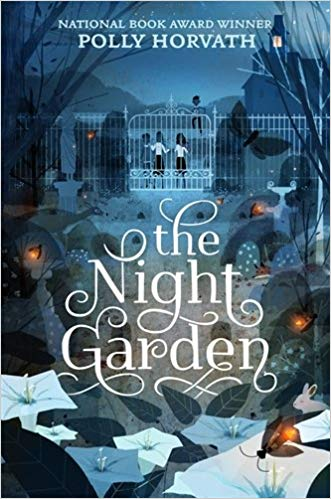 NATIONAL BOOK AWARD WINNER
POLLY HORVATH
the
Night
Garden